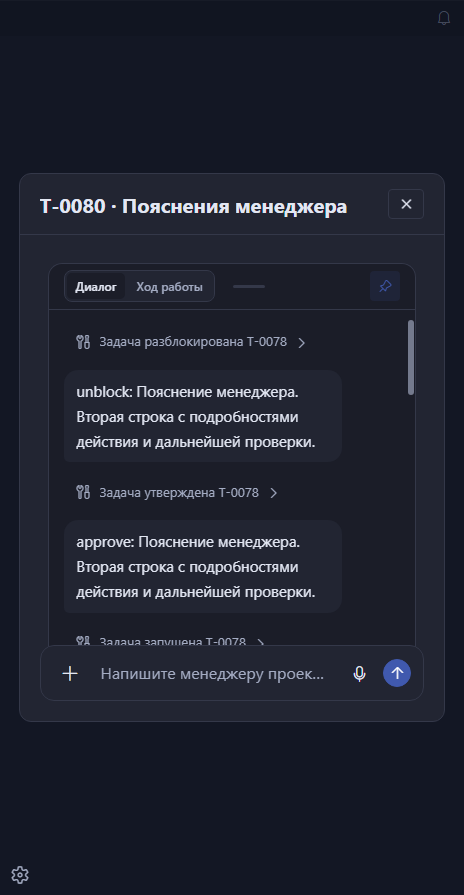 T-0080 · Пояснения менеджера
Диалог
Ход работы
Задача разблокирована T-0078
unblock: Пояснение менеджера.
Вторая строка с подробностями
действия и дальнейшей проверки.
Задача утверждена T-0078
approve: Пояснение менеджера.
Вторая строка с подробностями
действия и дальнейшей проверки.
Задача запущена T-0078
Напишите менеджеру проек...